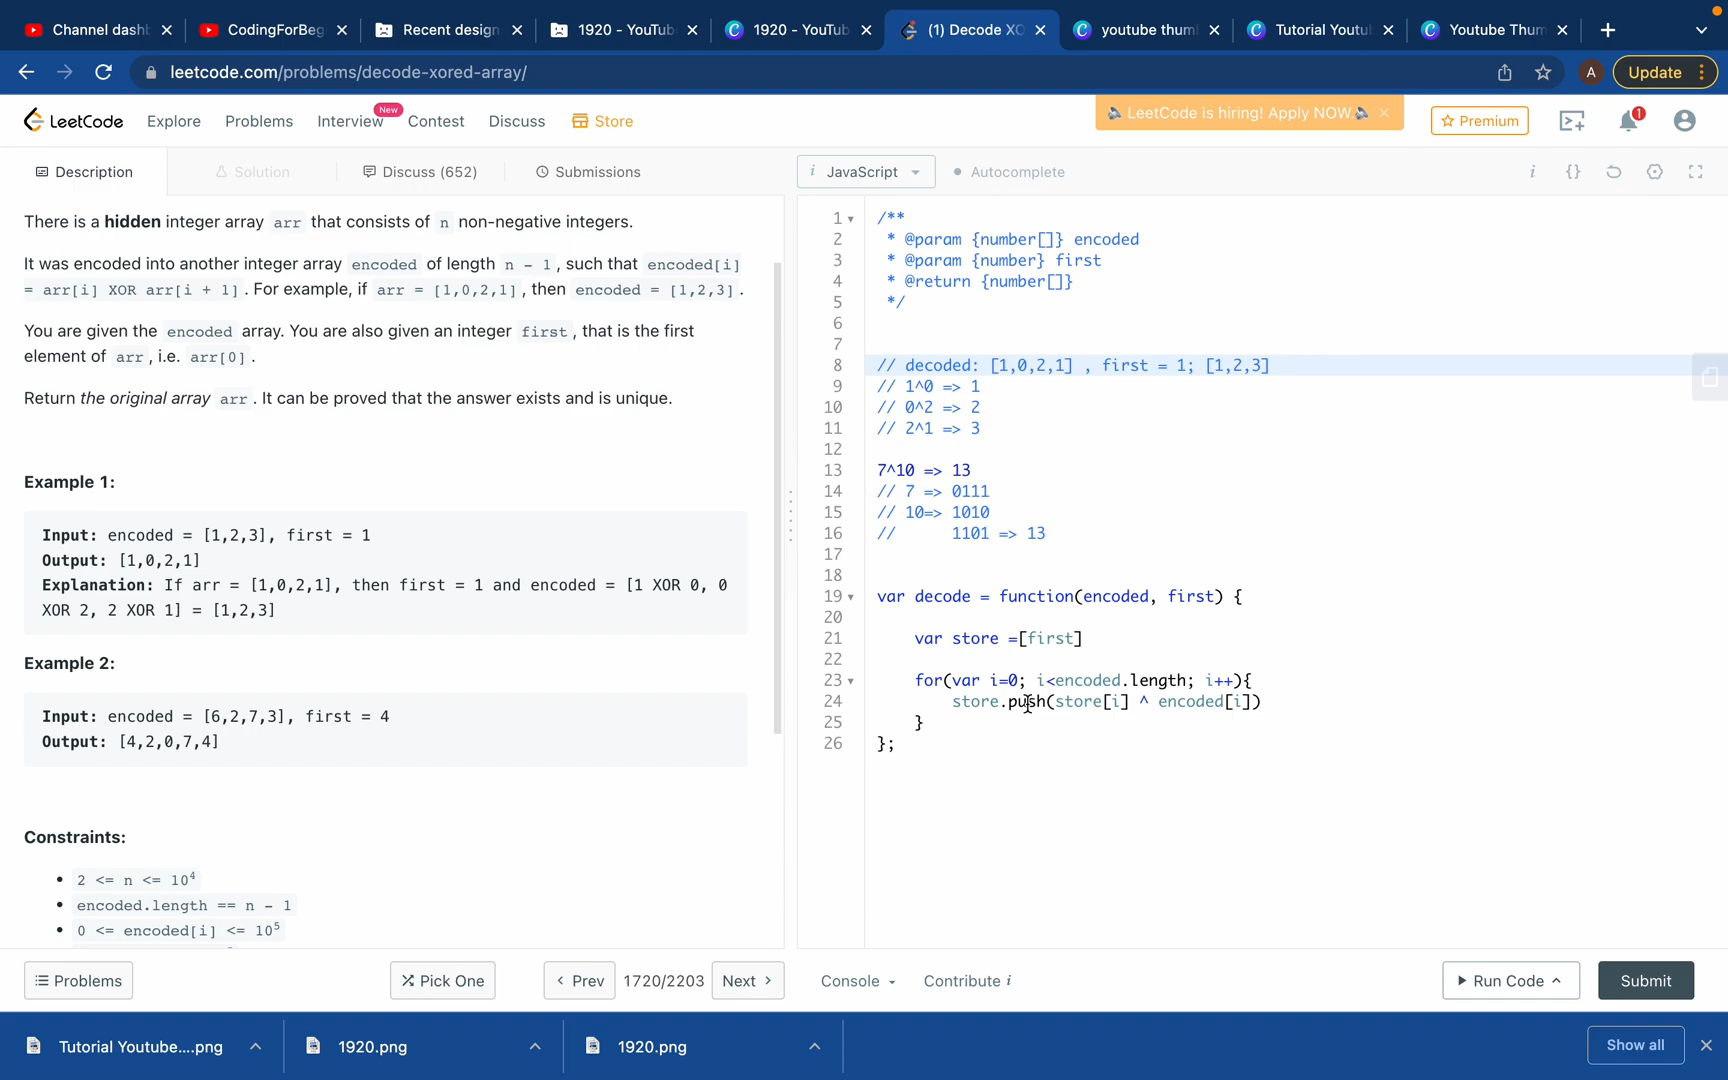 Channel dashb
CodingForBeg
Recent design
1920 - YouTub
1920 - YouTub
(1) Decode XO
youtube thum
Tutorial Youtu
Youtube Thum
leetcode.com/problems/decode-xored-array/
A
Update
LeetCode
Explore
Problems
Interview
New
Contest
Discuss
Store
LeetCode is hiring! Apply NOW.
Premium
1
Description
Solution
Discuss (652)
Submissions
i JavaScript
Autocomplete
There is a hidden integer array arr that consists of n non-negative integers.
It was encoded into another integer array encoded of length n - 1, such that encoded[i]
= arr[i] XOR arr[i + 1]. For example, if arr = [1,0,2,1], then encoded = [1,2,3].
You are given the encoded array. You are also given an integer first, that is the first
element of arr, i.e. arr[0].
Return the original array arr. It can be proved that the answer exists and is unique.
Example 1:
Input: encoded = [1,2,3], first = 1
Output: [1,0,2,1]
Explanation: If arr = [1,0,2,1], then first = 1 and encoded = [1 XOR 0, 0
XOR 2, 2 XOR 1] = [1,2,3]
Example 2:
Input: encoded = [6,2,7,3], first = 4
Output: [4,2,0,7,4]
Constraints:
• 2 <= n <= 10⁴
• encoded.length == n - 1
• 0 <= encoded[i] <= 10⁵
1 /**
2 * @param {number[]} encoded
3 * @param {number} first
4 * @return {number[]}
5 */
6
7
8 // decoded: [1,0,2,1] , first = 1; [1,2,3]
9 // 1^0 => 1
10 // 0^2 => 2
11 // 2^1 => 3
12
13 7^10 => 13
14 // 7 => 0111
15 // 10=> 1010
16 // 1101 => 13
17
18
19 var decode = function(encoded, first) {
20
21 var store =[first]
22
23 for(var i=0; i<encoded.length; i++){
24 store.push(store[i] ^ encoded[i])
25 }
26 };
Problems
Pick One
Prev
1720/2203
Next
Console
Contribute i
Run Code
Submit
Tutorial Youtube....png
1920.png
1920.png
Show all